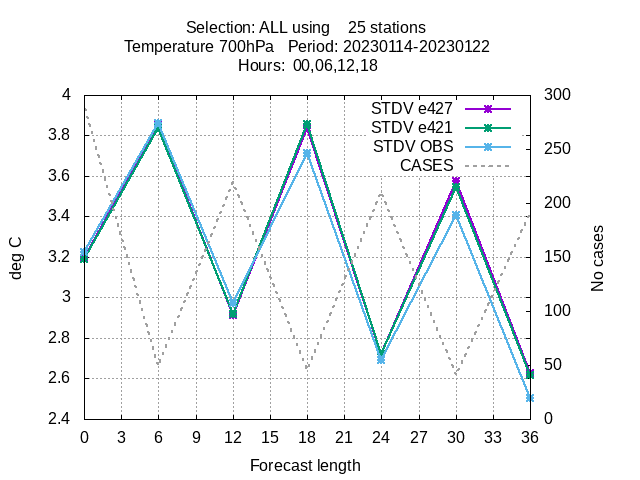 Selection: ALL using    25 stations
Temperature 700hPa   Period: 20230114-20230122
Hours:  00,06,12,18
STDV e427
STDV e421
STDV OBS
CASES
4
3.8
3.6
3.4
3.2
3
2.8
2.6
2.4
deg C
300
250
200
150
100
50
0
No cases
0 3 6 9 12 15 18 21 24 27 30 33 36
Forecast length